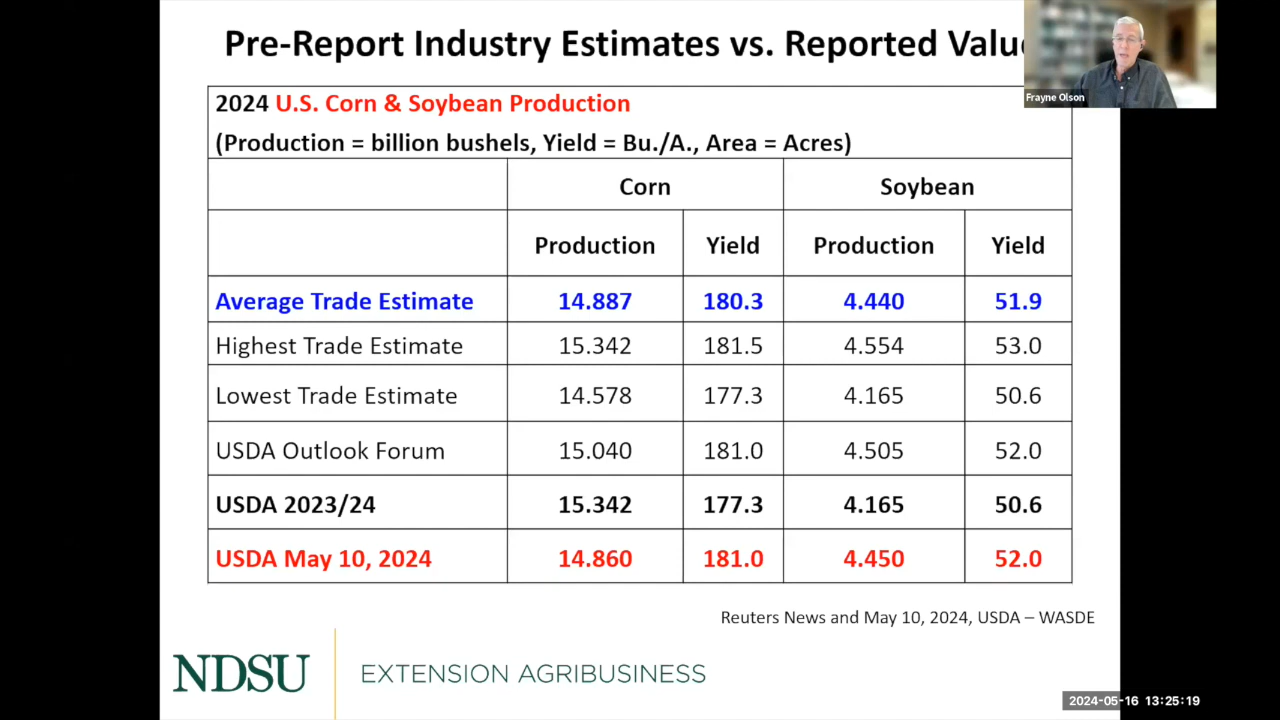 Pre-Report Industry Estimates vs. Reported Valu
Frayne Olson
2024 U.S. Corn & Soybean Production
(Production = billion bushels, Yield = Bu./A., Area = Acres)
Corn Soybean
Production Yield Production Yield
Average Trade Estimate 14.887 180.3 4.440 51.9
Highest Trade Estimate 15.342 181.5 4.554 53.0
Lowest Trade Estimate 14.578 177.3 4.165 50.6
USDA Outlook Forum 15.040 181.0 4.505 52.0
USDA 2023/24 15.342 177.3 4.165 50.6
USDA May 10, 2024 14.860 181.0 4.450 52.0
Reuters News and May 10, 2024, USDA – WASDE
NDSU EXTENSION AGRIBUSINESS
2024-05-16 13:25:19